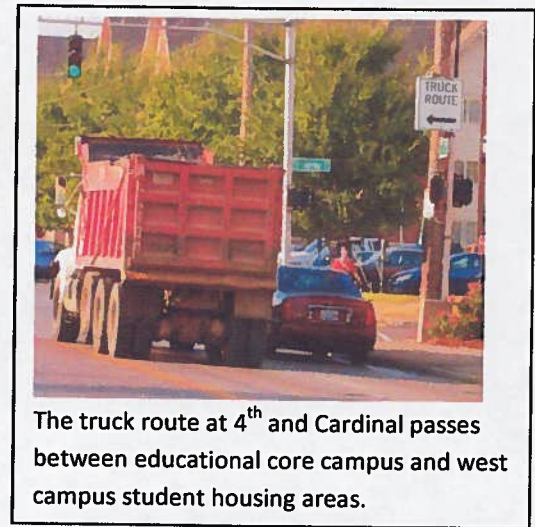 TRUCK
ROUTE
The truck route at 4th and Cardinal passes
between educational core campus and west
campus student housing areas.